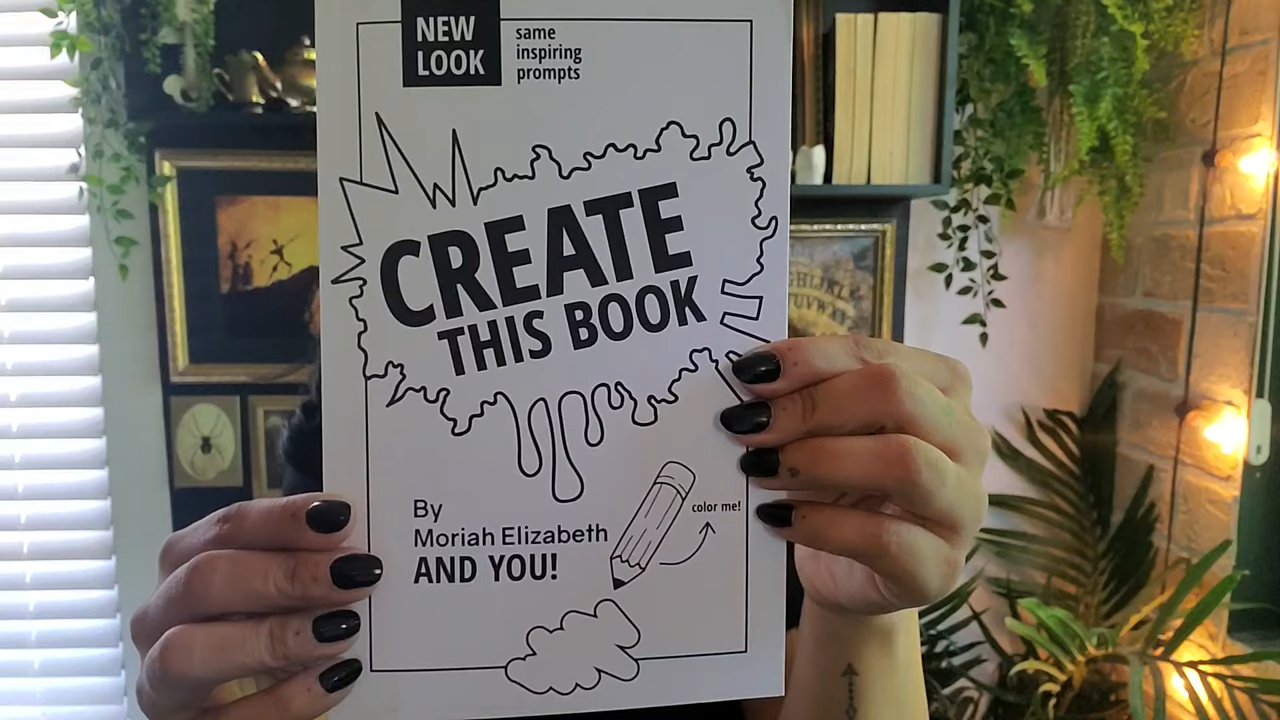 NEW
LOOK
same
inspiring
prompts
CREATE
THIS BOOK
By
Moriah Elizabeth
AND YOU!
color me!